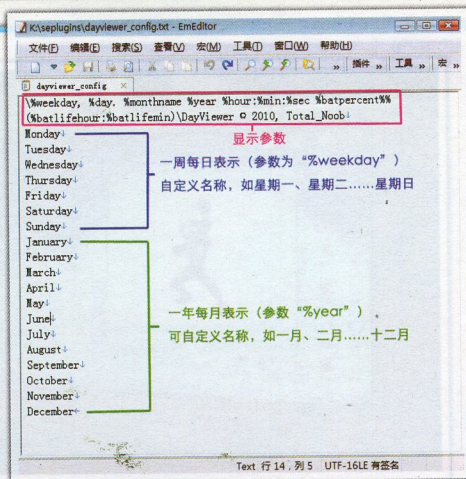 K:\seplugins\dayviewer_config.txt - EmEditor
文件(F) 编辑(E) 搜索(S) 查看(V) 宏(M) 工具(T) 窗口(W) 帮助(H)
» 插件 » 工具 » 宏 »
dayviewer_config ×
\%weekday, %day. %monthname %year %hour:%min:%sec %batpercent%%
(%batlifehour:%batlifemin)\DayViewer © 2010, Total_Noob↓
显示参数
Monday↓
Tuesday↓
Wednesday↓
Thursday↓
Friday↓
Saturday↓
Sunday↓
一周每日表示（参数为“%weekday”）
自定义名称，如星期一、星期二……星期日
January↓
February↓
March↓
April↓
May↓
June↓
July↓
August↓
September↓
October↓
November↓
December←
一年每月表示（参数“%year”）。
可自定义名称，如一月、二月……十二月
Text 行 14，列 5 UTF-16LE 有签名